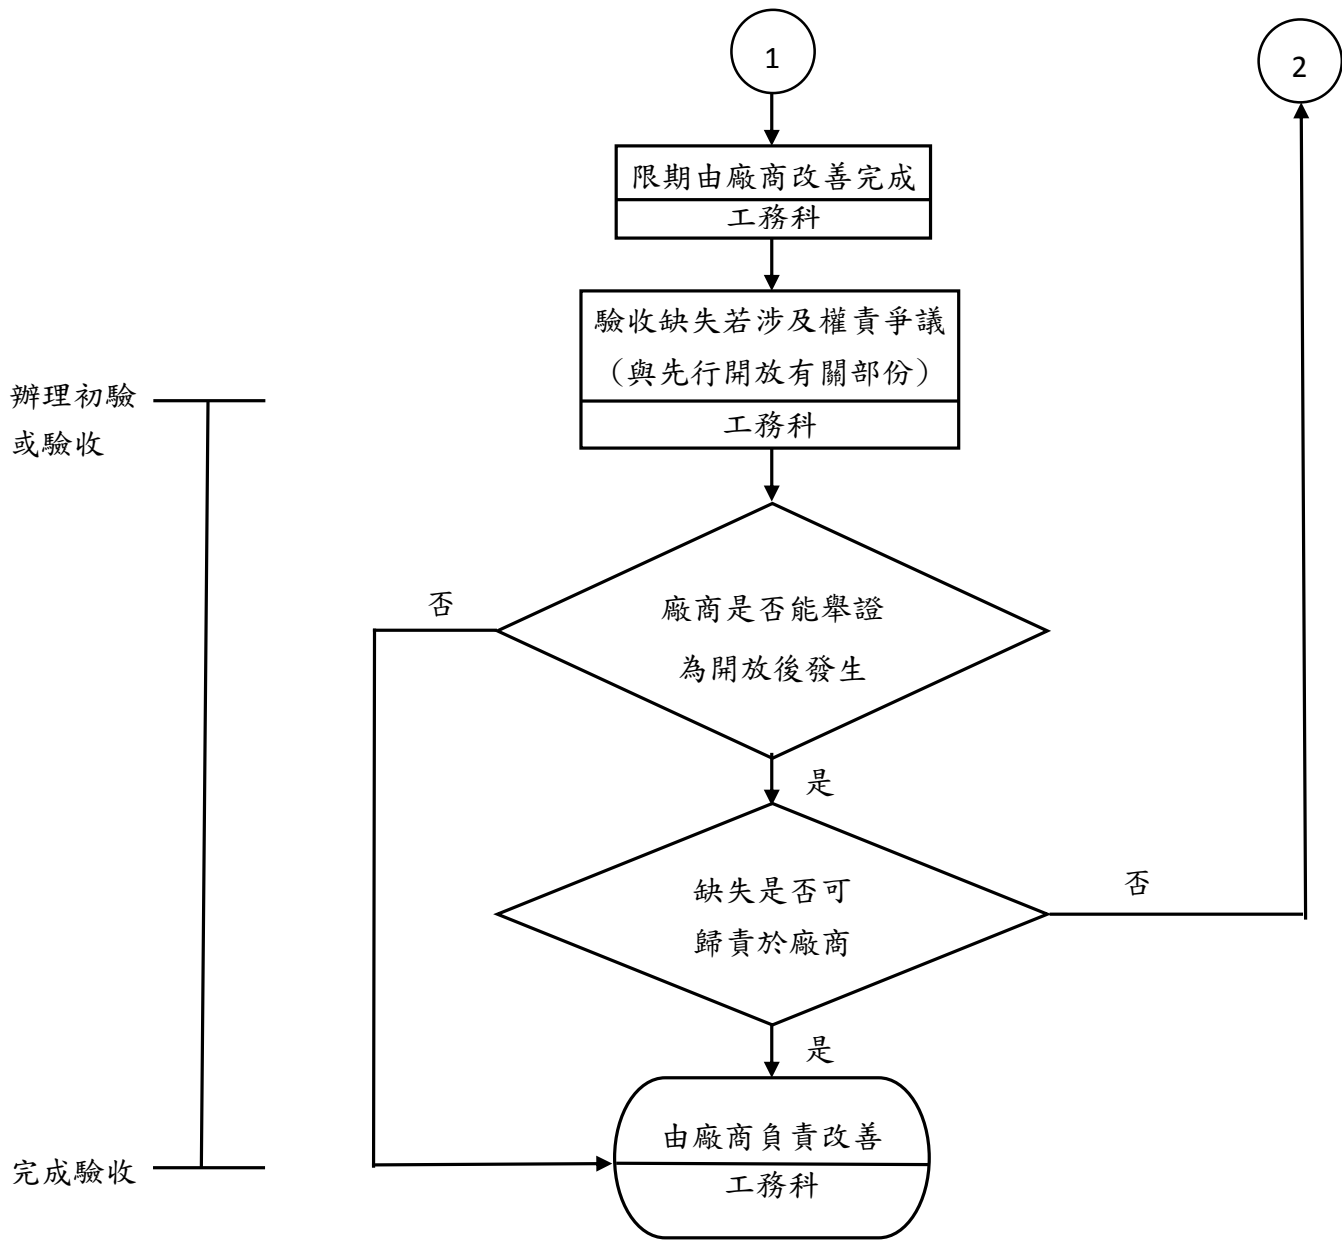 1
2
限期由廠商改善完成
工務科
驗收缺失若涉及權責爭議
（與先行開放有關部份）
工務科
辦理初驗
或驗收
廠商是否能舉證
為開放後發生
否
是
缺失是否可
歸責於廠商
否
是
由廠商負責改善
工務科
完成驗收